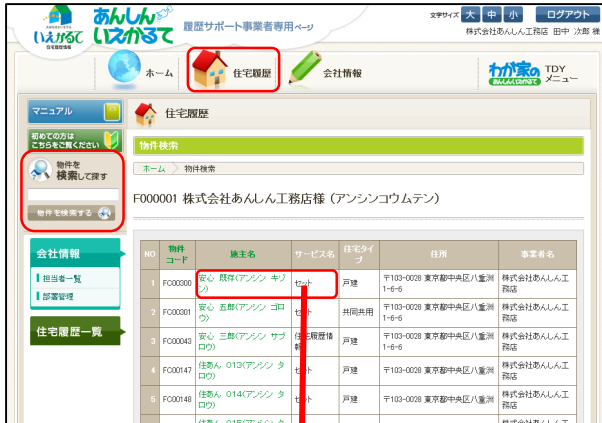 いえかるて
住宅履歴情報
あんしん
いえかるて
履歴サポート事業者専用ページ
文字サイズ 大 中 小 ログアウト
株式会社あんしん工務店 田中 次郎 様
ホーム 住宅履歴 会社情報
わが家の TDY
あんしんいえかるて メニュー
マニュアル
初めての方は
こちらをご覧ください
物件を
検索して探す
物件を検索する
会社情報
担当者一覧
部署管理
住宅履歴一覧
住宅履歴
物件検索
ホーム 物件検索
F000001 株式会社あんしん工務店様（アンシンコウムテン）
NO 物件コード 施主名 サービス名 住宅タイプ 住所 事業者名
1 FC00300 安心 既存(アンシン キゾン) セット 戸建 〒103-0028 東京都中央区八重洲1-6-6 株式会社あんしん工務店
2 FC00301 安心 五郎(アンシン ゴロウ) セット 共同共用 〒103-0028 東京都中央区八重洲1-6-6 株式会社あんしん工務店
3 FC00043 安心 三郎(アンシン サブロウ) 住宅履歴情報 戸建 〒103-0028 東京都中央区八重洲1-6-6 株式会社あんしん工務店
4 FC00147 住あん 013(アンシン タロウ) セット 戸建 〒103-0028 東京都中央区八重洲 株式会社あんしん工務店
5 FC00148 住あん 014(アンシン タロウ) セット 戸建 〒103-0028 東京都中央区八重洲 株式会社あんしん工務店